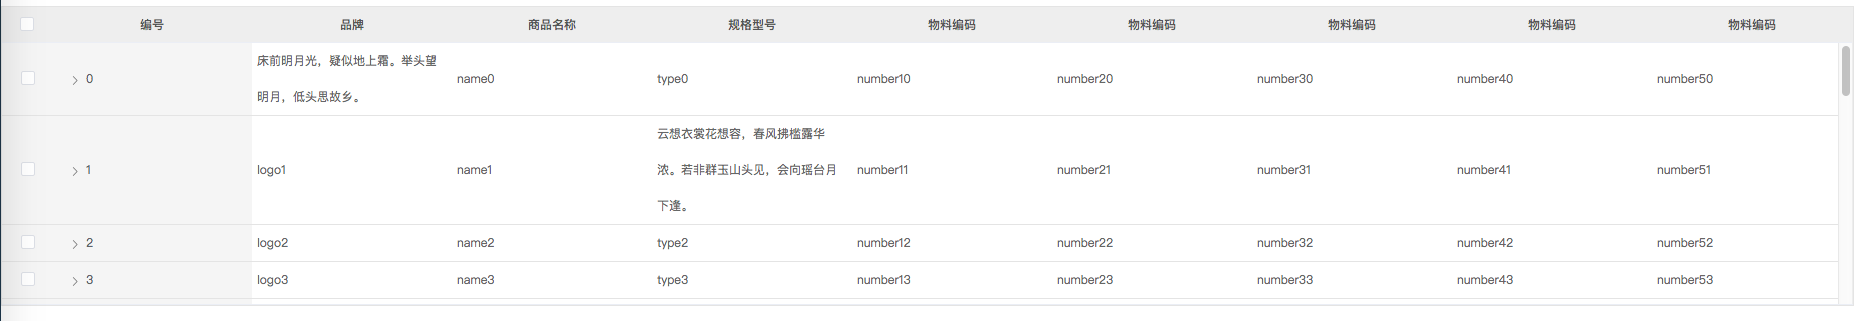 编号 品牌 商品名称 规格型号 物料编码 物料编码 物料编码 物料编码 物料编码
0 床前明月光，疑似地上霜。举头望 name0 type0 number10 number20 number30 number40 number50
明月，低头思故乡。
1 logo1 name1 云想衣裳花想容，春风拂槛露华 number11 number21 number31 number41 number51
浓。若非群玉山头见，会向瑶台月
下逢。
2 logo2 name2 type2 number12 number22 number32 number42 number52
3 logo3 name3 type3 number13 number23 number33 number43 number53